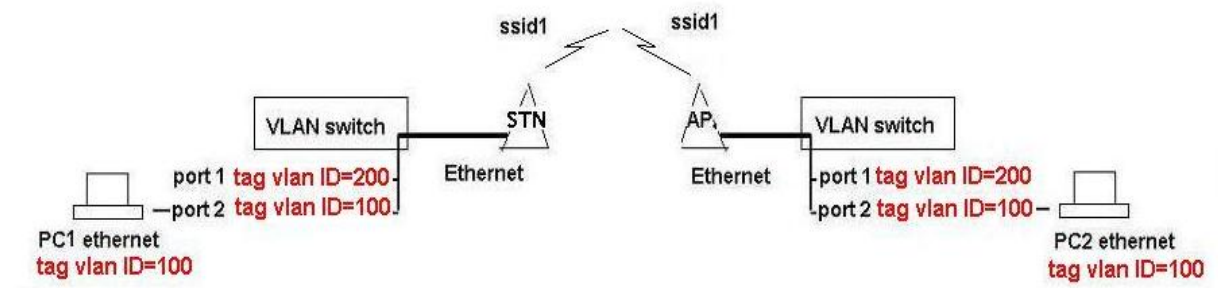 ssid1
ssid1
VLAN switch
STN
AP
VLAN switch
Ethernet
Ethernet
port 1 tag vlan ID=200
port 2 tag vlan ID=100
port 1 tag vlan ID=200
port 2 tag vlan ID=100
PC1 ethernet
tag vlan ID=100
PC2 ethernet
tag vlan ID=100